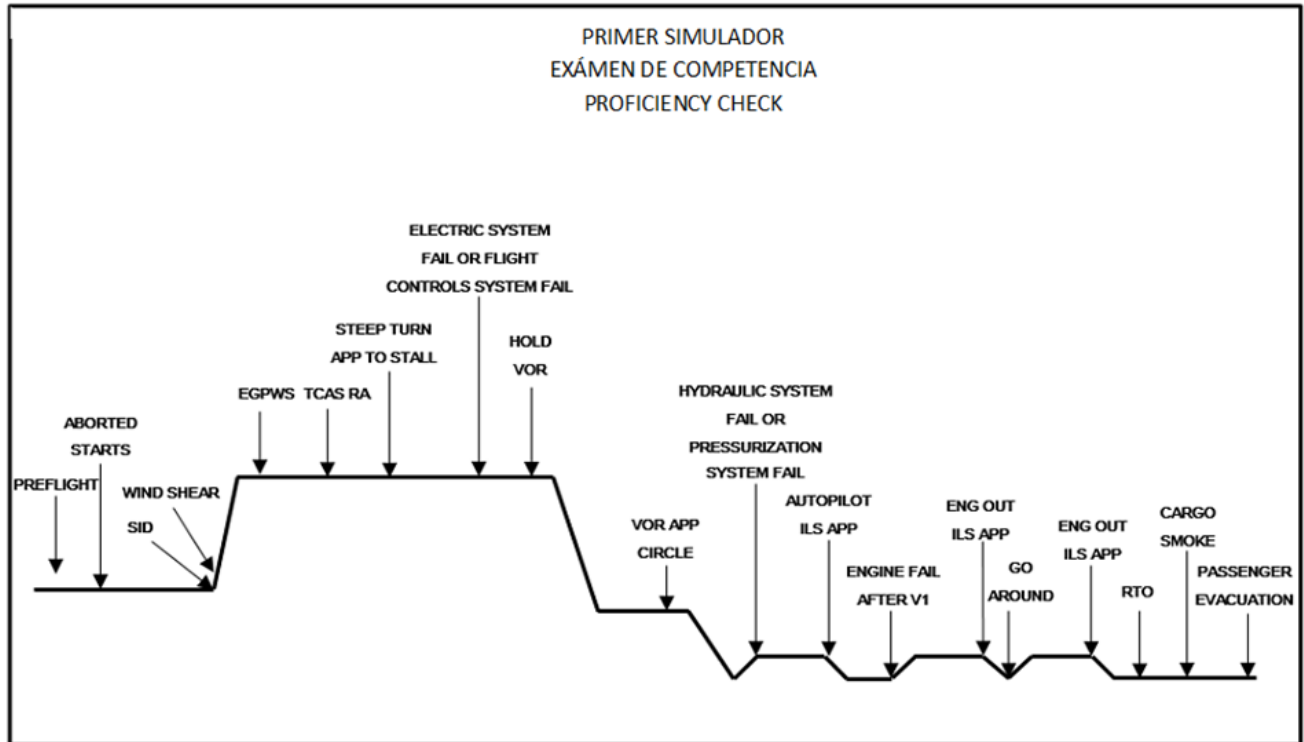 PRIMER SIMULADOR
EXÁMEN DE COMPETENCIA
PROFICIENCY CHECK
PREFLIGHT
ABORTED
STARTS
WIND SHEAR
SID
EGPWS
TCAS RA
STEEP TURN
APP TO STALL
ELECTRIC SYSTEM
FAIL OR FLIGHT
CONTROLS SYSTEM FAIL
HOLD
VOR
VOR APP
CIRCLE
HYDRAULIC SYSTEM
FAIL OR
PRESSURIZATION
SYSTEM FAIL
AUTOPILOT
ILS APP
ENGINE FAIL
AFTER V1
ENG OUT
ILS APP
GO
AROUND
ENG OUT
ILS APP
RTO
CARGO
SMOKE
PASSENGER
EVACUATION